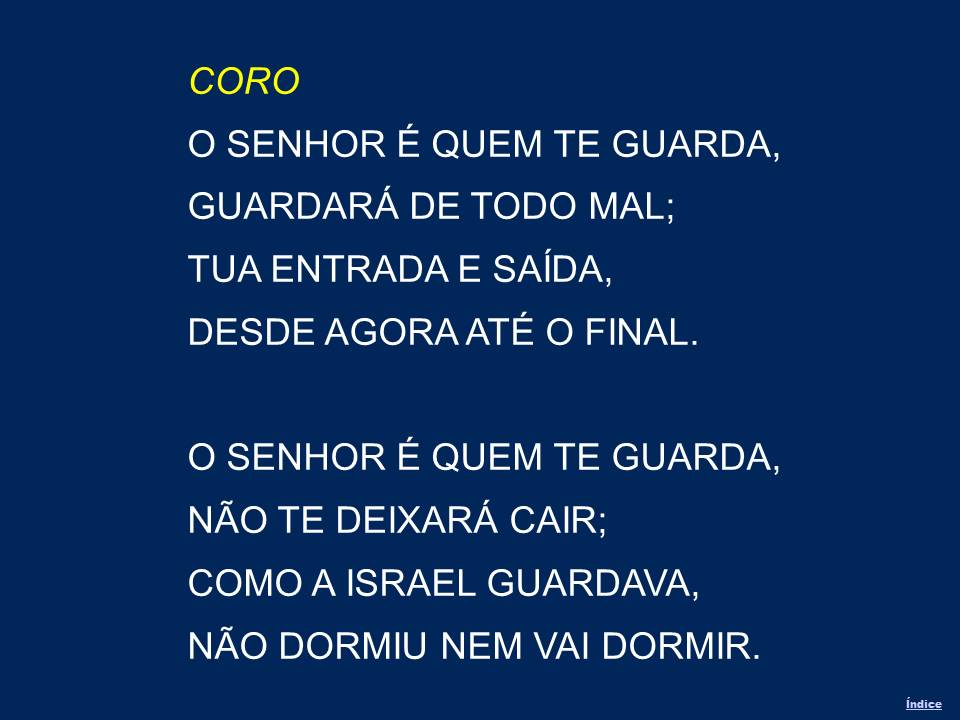 CORO
O SENHOR É QUEM TE GUARDA,
GUARDARÁ DE TODO MAL;
TUA ENTRADA E SAÍDA,
DESDE AGORA ATÉ O FINAL.
O SENHOR É QUEM TE GUARDA,
NÃO TE DEIXARÁ CAIR;
COMO A ISRAEL GUARDAVA,
NÃO DORMIU NEM VAI DORMIR.
Índice